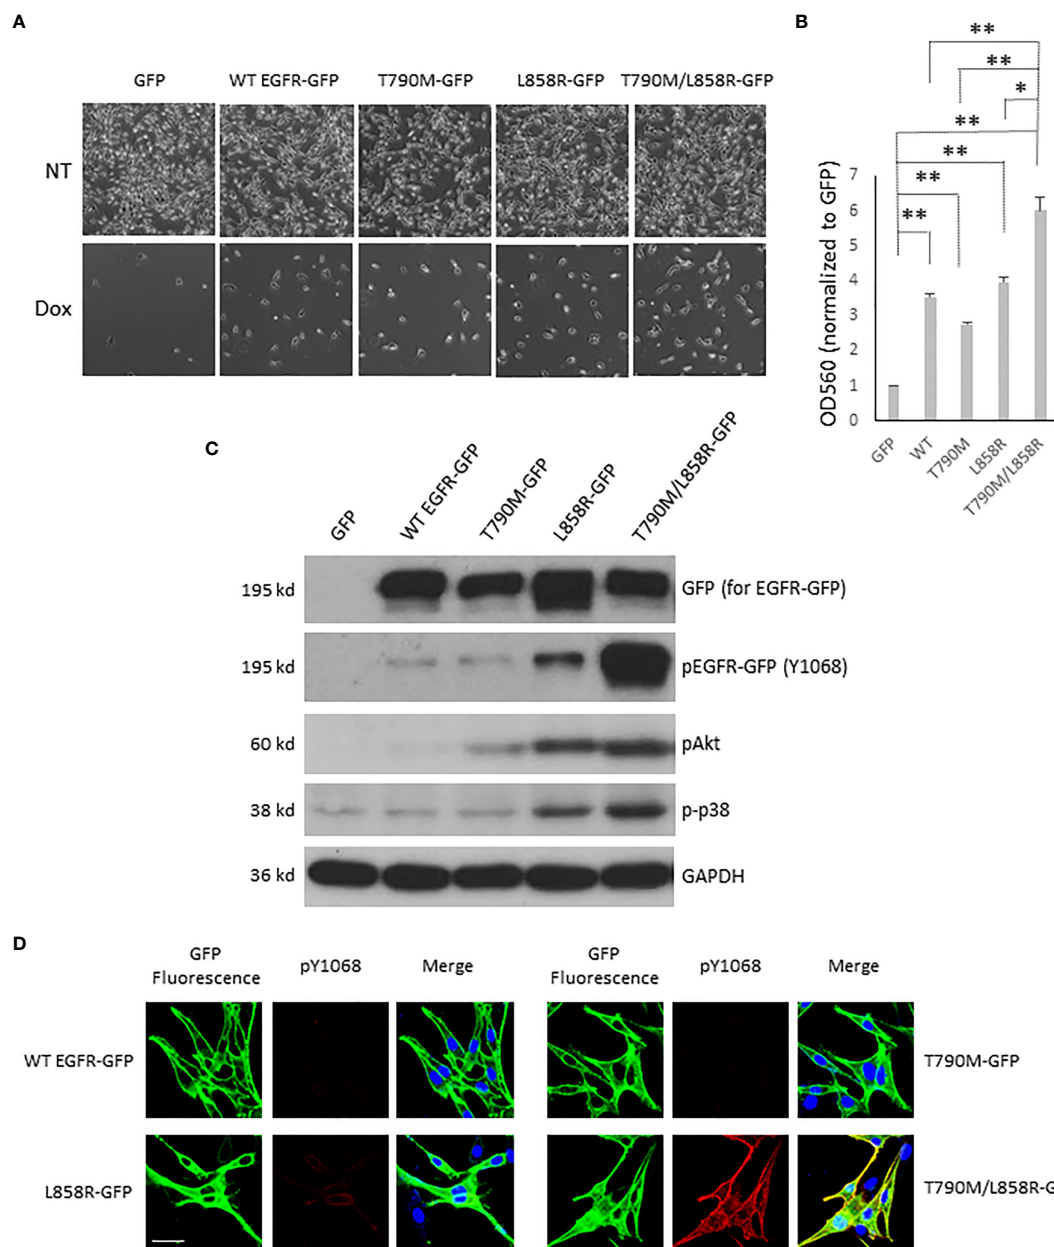 A
GFP
WT EGFR-GFP
T790M-GFP
L858R-GFP
T790M/L858R-GFP
NT
Dox
B
**
**
*
**
**
**
**
OD560 (normalized to GFP)
7
6
5
4
3
2
1
0
GFP
WT
T790M
L858R
T790M/L858R
C
GFP
WT EGFR-GFP
T790M-GFP
L858R-GFP
T790M/L858R-GFP
195 kd
GFP (for EGFR-GFP)
195 kd
pEGFR-GFP (Y1068)
60 kd
pAkt
38 kd
p-p38
36 kd
GAPDH
D
GFP
Fluorescence
pY1068
Merge
GFP
Fluorescence
pY1068
Merge
WT EGFR-GFP
T790M-GFP
L858R-GFP
T790M/L858R-G